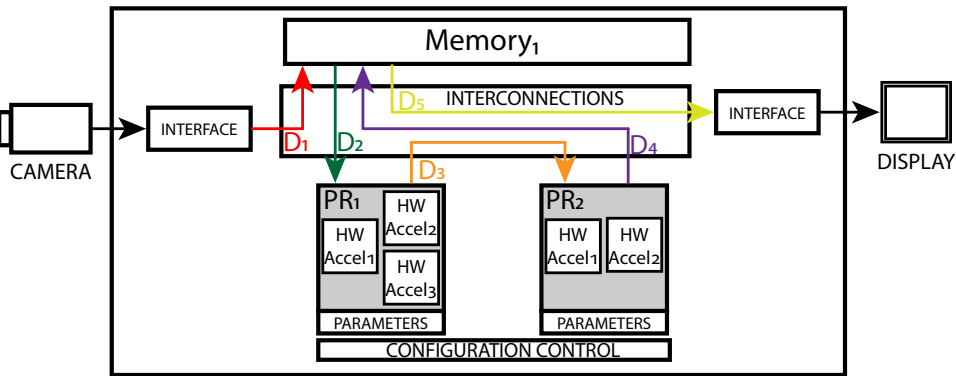 Memory₁
INTERCONNECTIONS
D₅
INTERFACE
INTERFACE
D₁
D₂
D₃
D₄
CAMERA
DISPLAY
PR₁
HW
Accel₁
HW
Accel₂
HW
Accel₃
PARAMETERS
PR₂
HW
Accel₁
HW
Accel₂
PARAMETERS
CONFIGURATION CONTROL